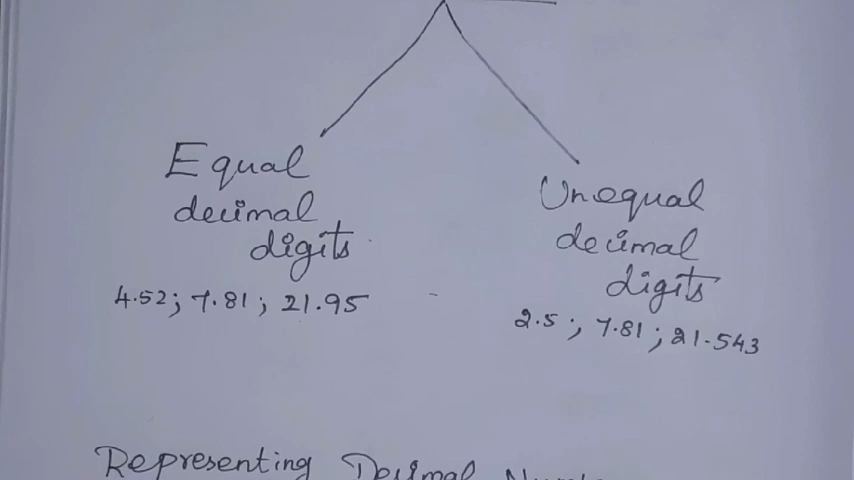 Equal
decimal
digits
4.52; 7.81; 21.95
Unequal
decimal
digits
2.5; 7.81; 21.543
Representing Decimal